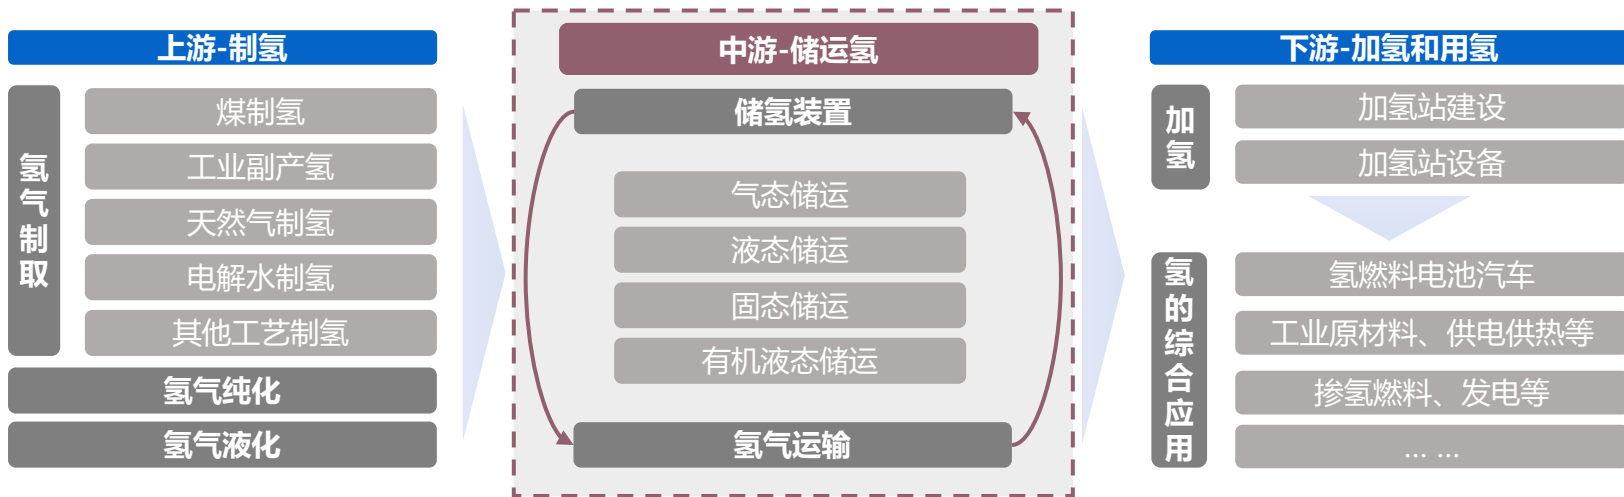 上游-制氢
氢气制取
煤制氢
工业副产氢
天然气制氢
电解水制氢
其他工艺制氢
氢气纯化
氢气液化
中游-储运氢
储氢装置
气态储运
液态储运
固态储运
有机液态储运
氢气运输
下游-加氢和用氢
加氢
加氢站建设
加氢站设备
氢的综合应用
氢燃料电池汽车
工业原材料、供电供热等
掺氢燃料、发电等
... ...